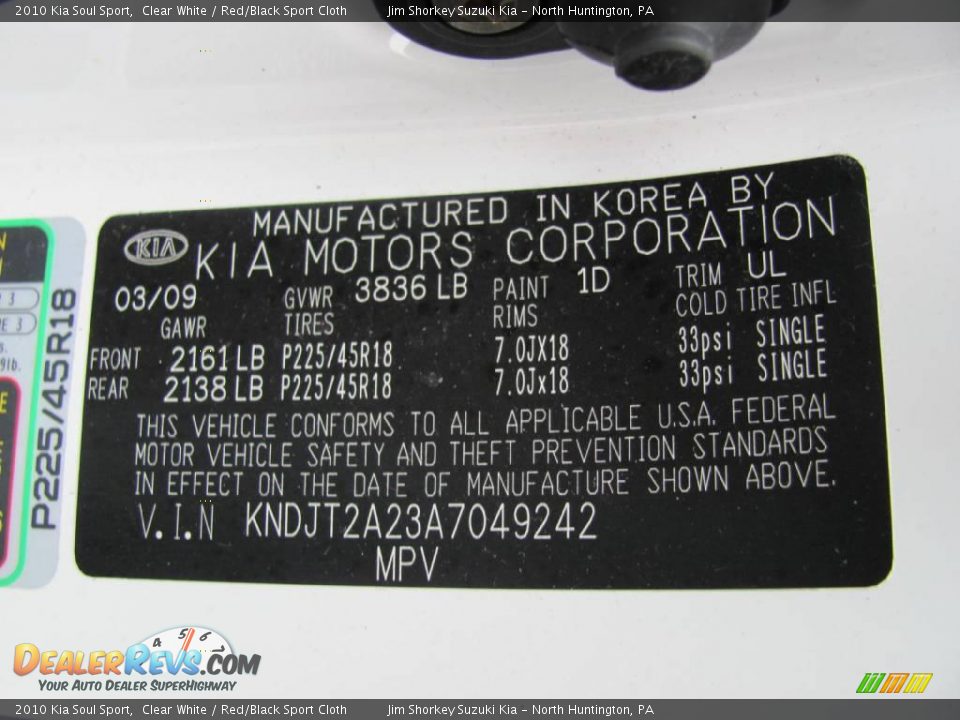 2010 Kia Soul Sport, Clear White / Red/Black Sport Cloth Jim Shorkey Suzuki Kia - North Huntington, PA
KIA MANUFACTURED IN KOREA BY
KIA MOTORS CORPORATION
03/09 GVWR 3836 LB PAINT 1D TRIM UL
GAWR TIRES RIMS COLD TIRE INFL
FRONT 2161 LB P225/45R18 7.0JX18 33psi SINGLE
REAR 2138 LB P225/45R18 7.0Jx18 33psi SINGLE
THIS VEHICLE CONFORMS TO ALL APPLICABLE U.S.A. FEDERAL
MOTOR VEHICLE SAFETY AND THEFT PREVENTION STANDARDS
IN EFFECT ON THE DATE OF MANUFACTURE SHOWN ABOVE.
V.I.N KNDJT2A23A7049242
MPV
P225/45R18
4 5 6 7
DEALERREVS.COM
YOUR AUTO DEALER SUPERHIGHWAY
2010 Kia Soul Sport, Clear White / Red/Black Sport Cloth Jim Shorkey Suzuki Kia - North Huntington, PA